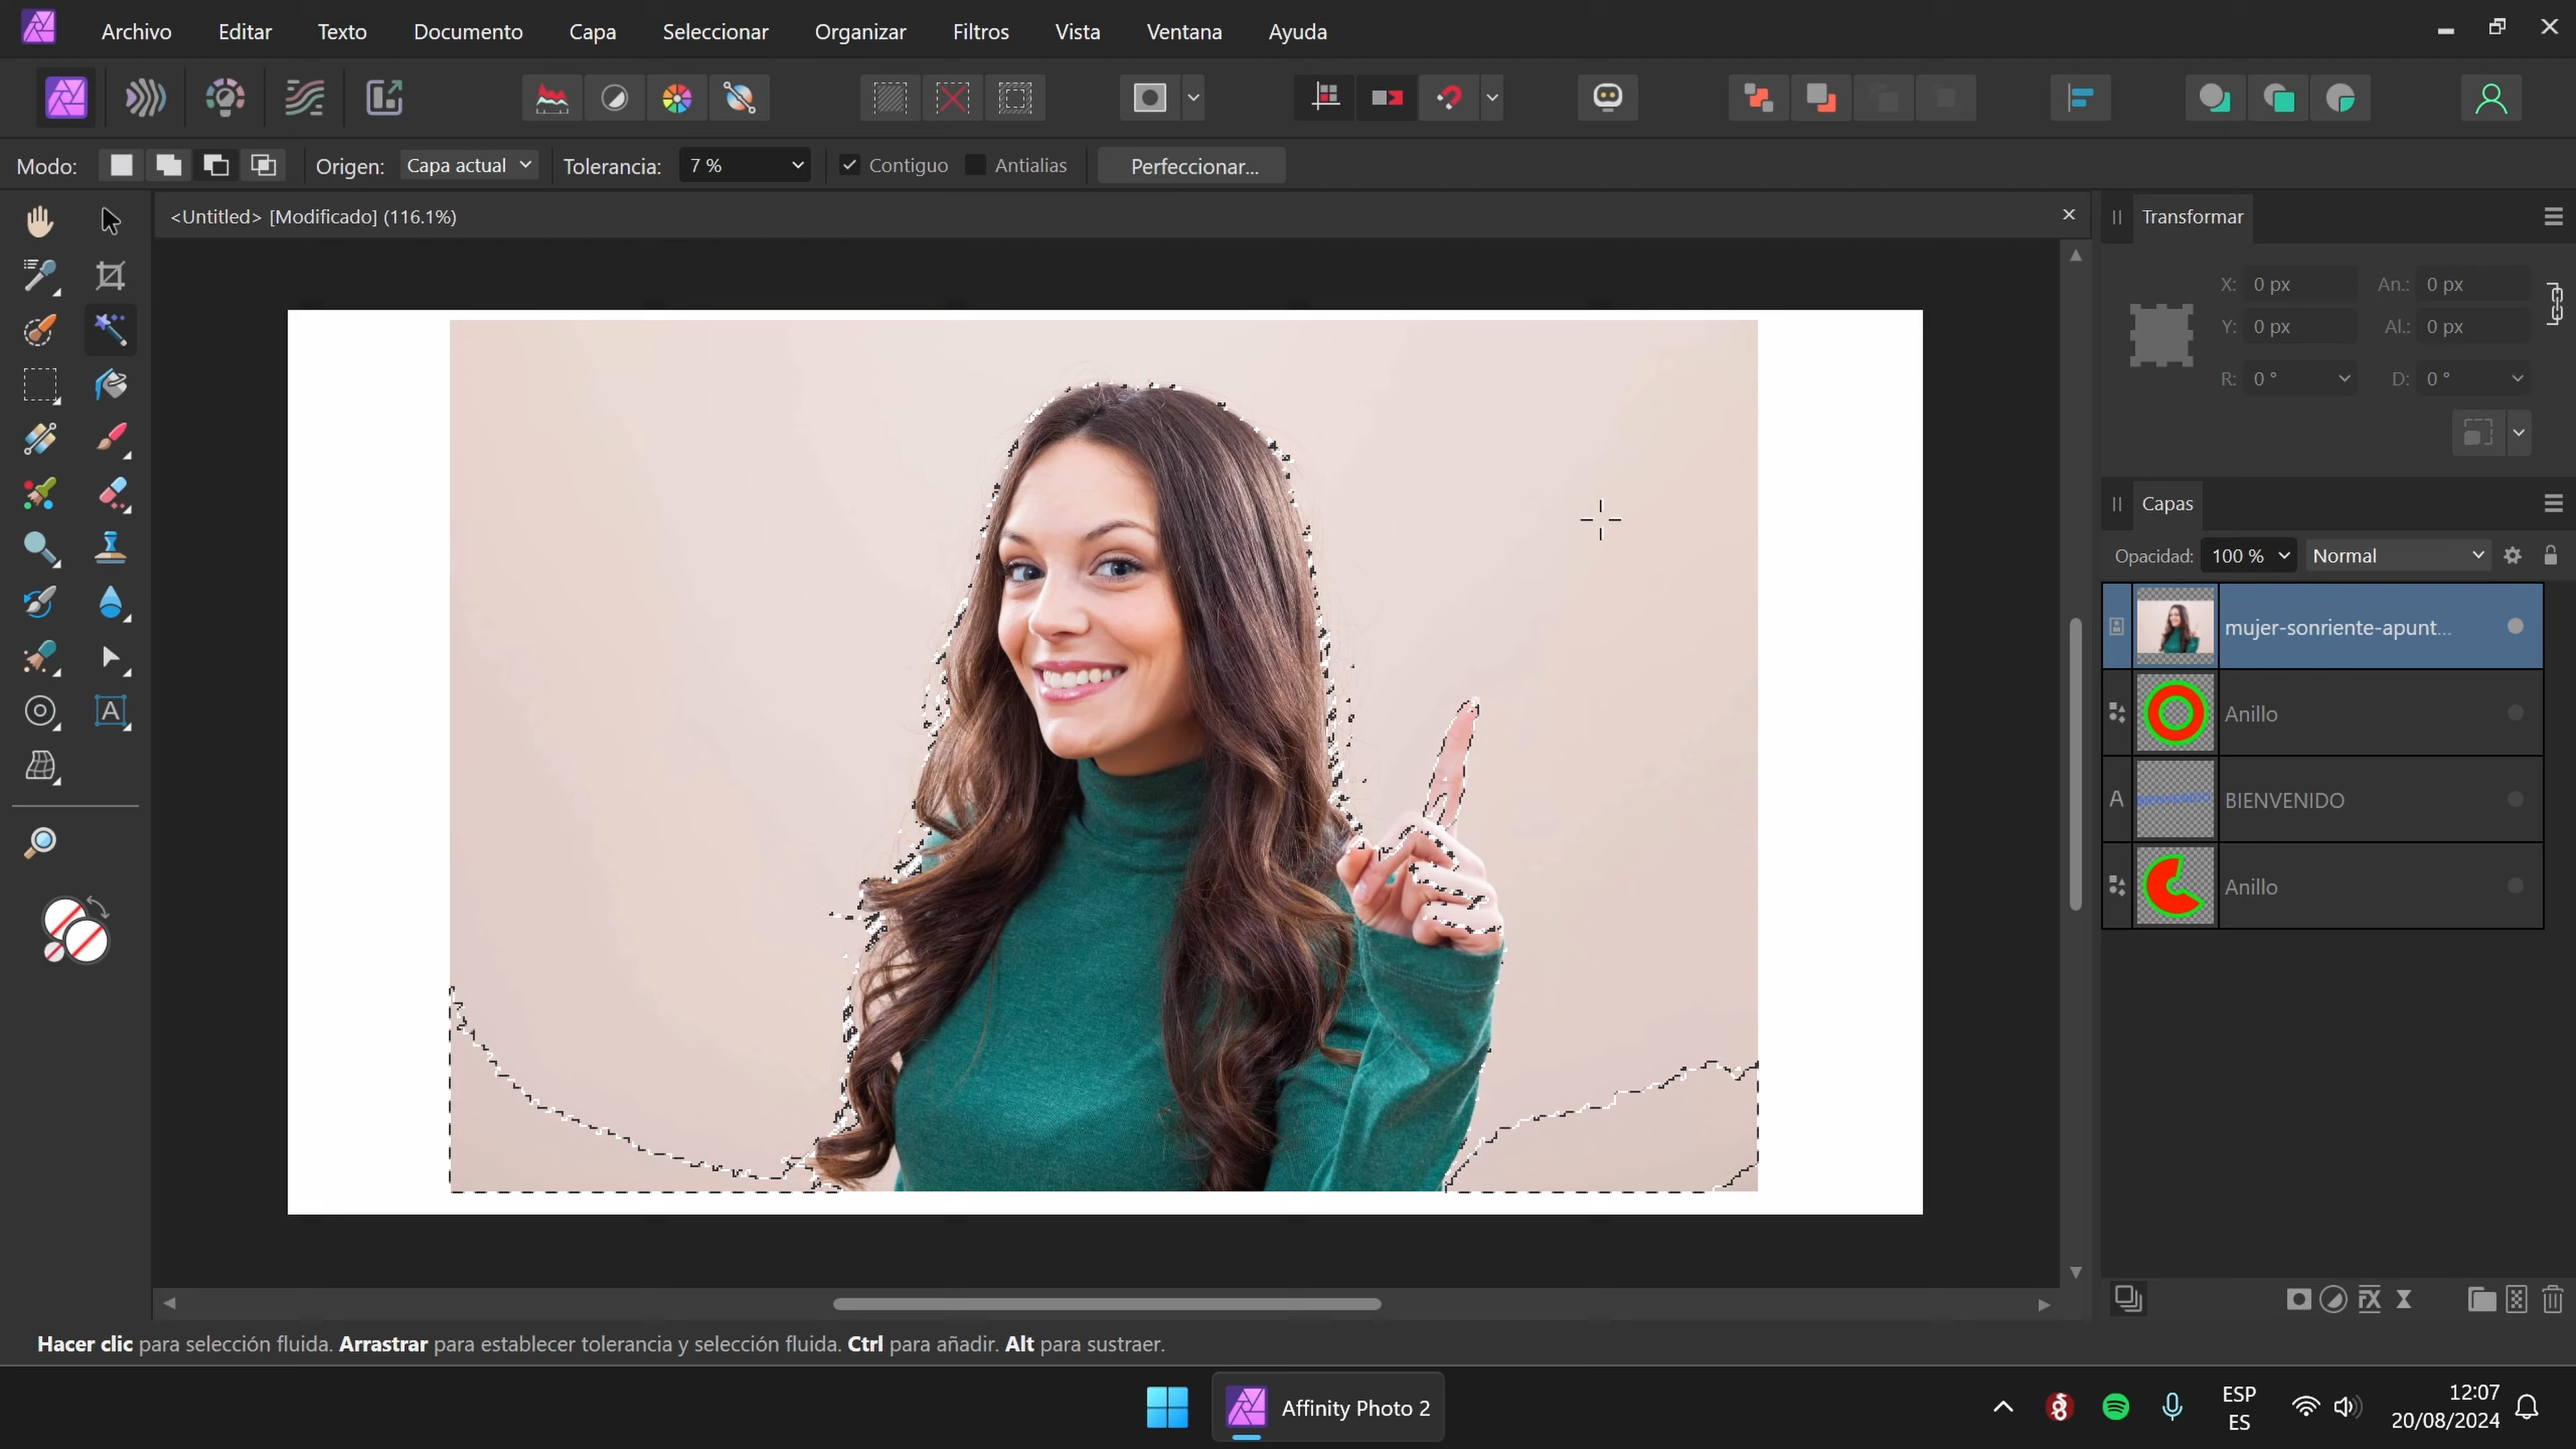 Archivo Editar Texto Documento Capa Seleccionar Organizar Filtros Vista Ventana Ayuda
Modo: Origen: Capa actual Tolerancia: 7 % Contiguo Antialias Perfeccionar...
<Untitled> [Modificado] (116.1%)
Transformar
X: 0 px An.: 0 px
Y: 0 px Al.: 0 px
R: 0 ° D: 0 °
Capas
Opacidad: 100 % Normal
mujer-sonriente-apunt...
Anillo
A BIENVENIDO
Anillo
Hacer clic para selección fluida. Arrastrar para establecer tolerancia y selección fluida. Ctrl para añadir. Alt para sustraer.
Affinity Photo 2
ESP
ES
12:07
20/08/2024